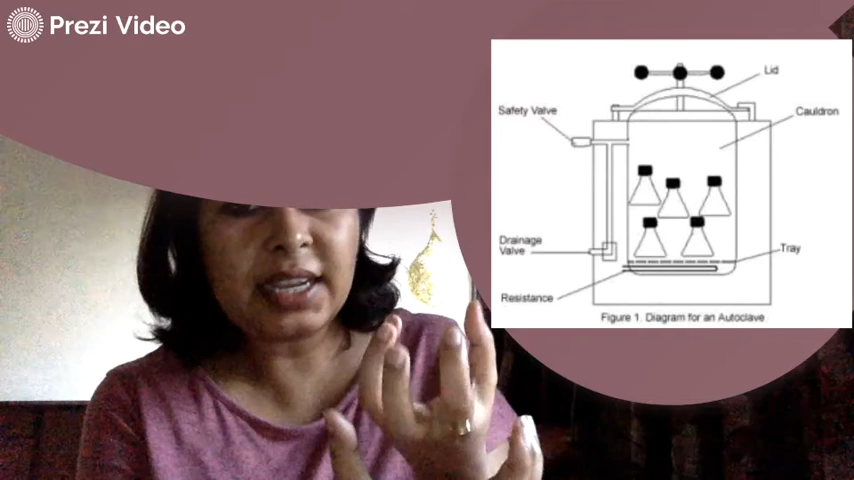 Prezi Video
Lid
Safety Valve
Cauldron
Drainage
Valve
Tray
Resistance
Figure 1. Diagram for an Autoclave